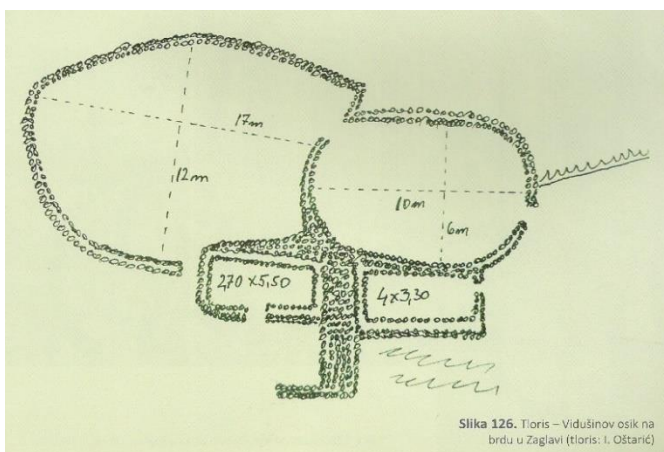 17m
12m
10m
6m
2,70 x 5,50
4 x 3,30
Slika 126. Tloris – Vidušinov osik na
brdu u Zaglavi (tloris: I. Oštarić)